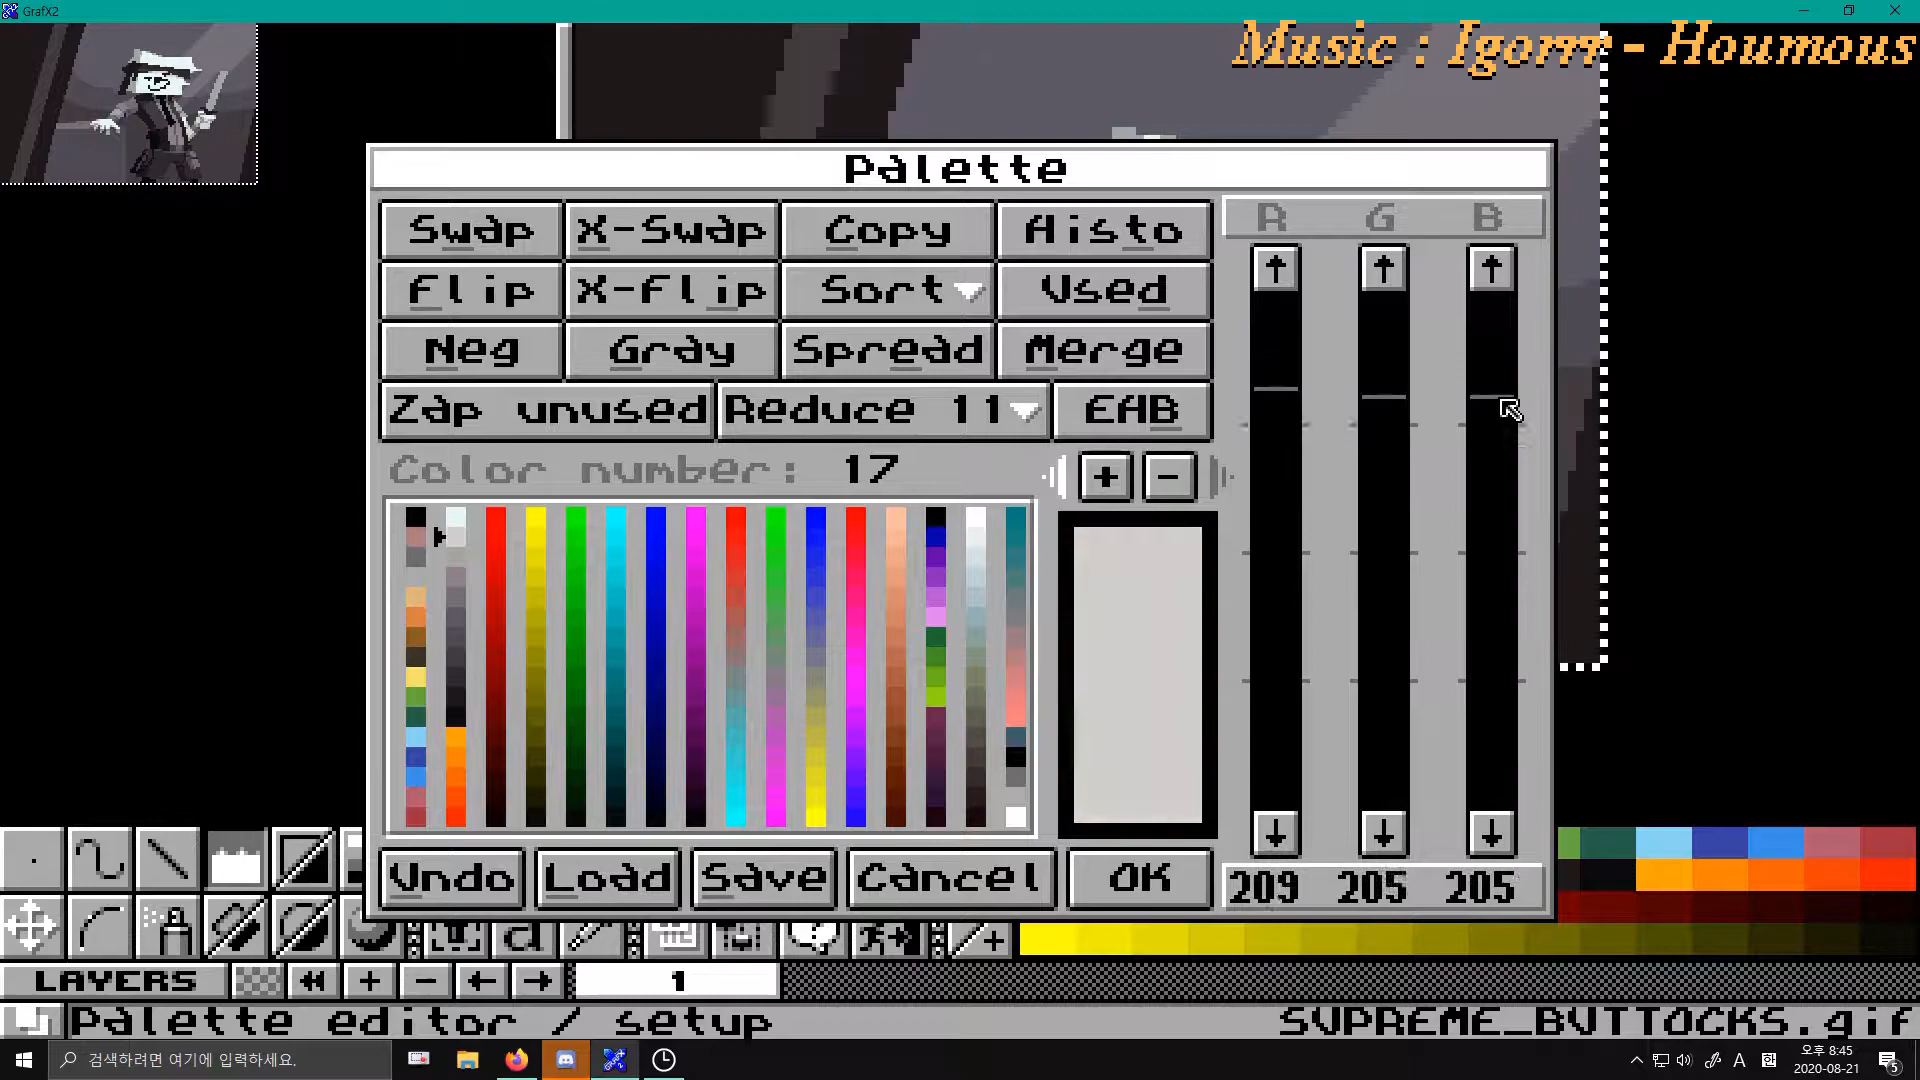 GrafX2
Music : Igorrr - Houmous
Palette
Swap X-Swap Copy Histo
Flip X-Flip Sort Used
Neg Gray Spread Merge
Zap unused Reduce 11 EHB
Color number: 17 + -
R G B
Undo Load Save Cancel OK
209 205 205
LAYERS + - 1
Palette editor / setup SUPREME_BUTTOCKS.gif
검색하려면 여기에 입력하세요.
A 한
오후 8:45
2020-08-21
5